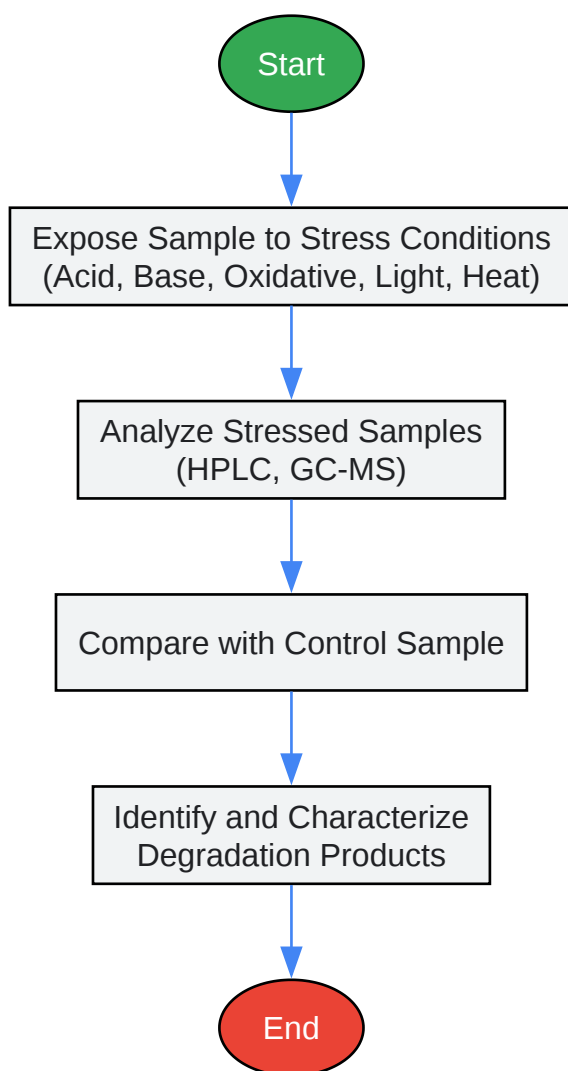 Start
Expose Sample to Stress Conditions
(Acid, Base, Oxidative, Light, Heat)
Analyze Stressed Samples
(HPLC, GC-MS)
Compare with Control Sample
Identify and Characterize
Degradation Products
End